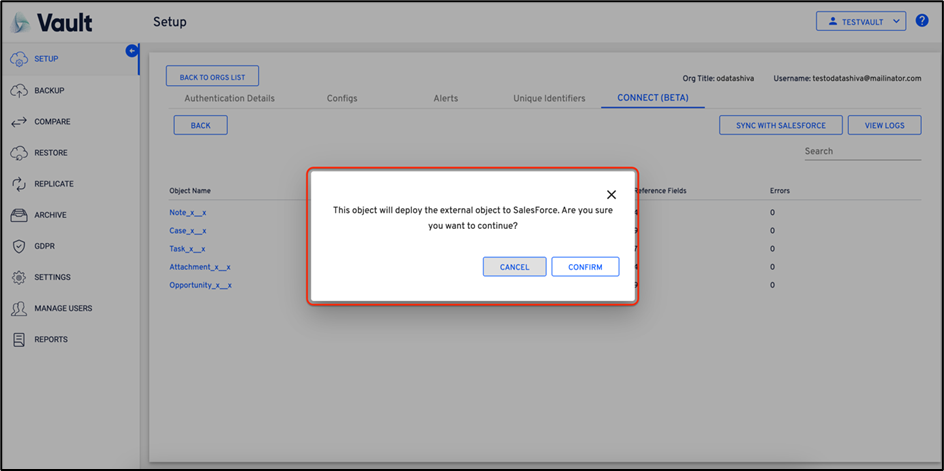 Vault
Setup
TESTVAULT
?
SETUP
BACKUP
COMPARE
RESTORE
REPLICATE
ARCHIVE
GDPR
SETTINGS
MANAGE USERS
REPORTS
BACK TO ORGS LIST
Org Title: odatashiva Username: testodatashiva@mailinator.com
Authentication Details Configs Alerts Unique Identifiers CONNECT (BETA)
BACK SYNC WITH SALESFORCE VIEW LOGS
Search
Object Name Reference Fields Errors
Note_x__x 0
Case_x__x 0
Task_x__x 0
Attachment_x__x 0
Opportunity_x__x 0
This object will deploy the external object to SalesForce. Are you sure
you want to continue?
CANCEL CONFIRM